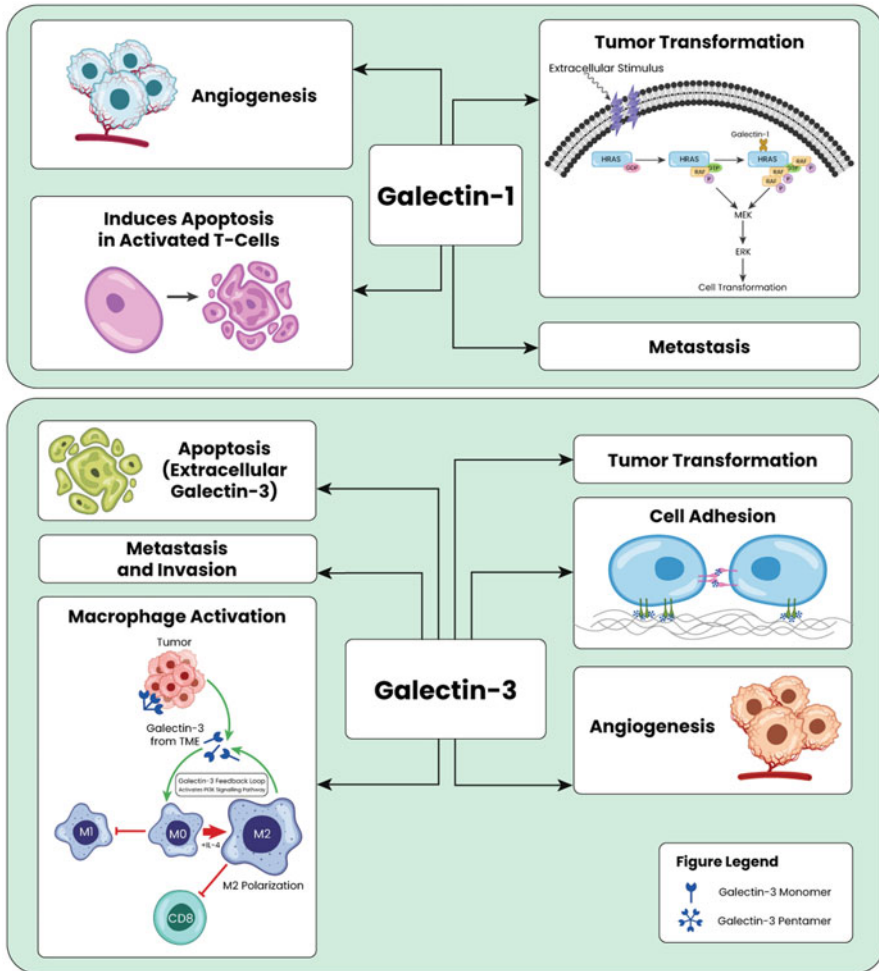 Angiogenesis
Induces Apoptosis
in Activated T-Cells
Galectin-1
Tumor Transformation
Extracellular Stimulus
Galectin-1
HRAS
GDP
HRAS
GTP
RAF
P
HRAS
GTP
RAF
P
RAF
P
RAF
P
MEK
ERK
Cell Transformation
Metastasis
Apoptosis
(Extracellular
Galectin-3)
Metastasis
and Invasion
Macrophage Activation
Tumor
Galectin-3
from TME
Galectin-3 Feedback Loop
Activates PI3K Signalling Pathway
M1
M0
+IL-4
M2
M2 Polarization
CD8
Galectin-3
Tumor Transformation
Cell Adhesion
Angiogenesis
Figure Legend
Galectin-3 Monomer
Galectin-3 Pentamer